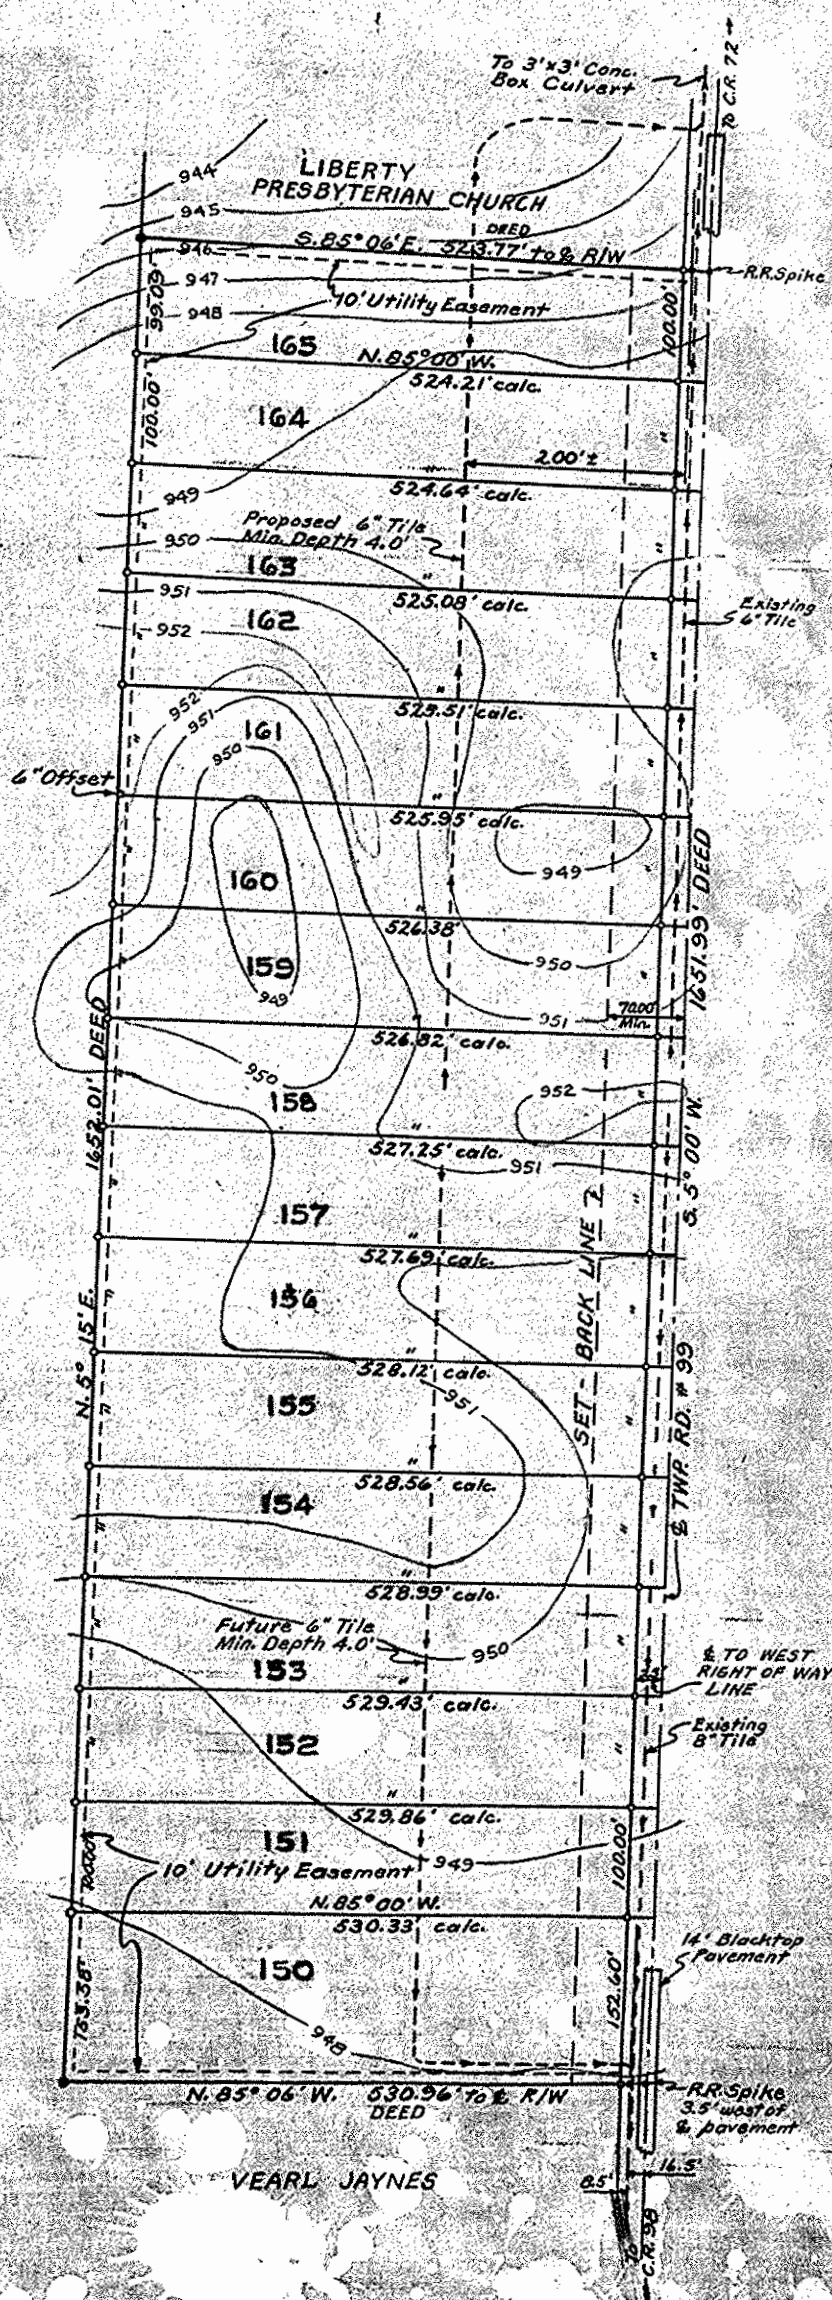 To 3'x3' Conc.
Box Culvert
To C.R. 72
944
LIBERTY
PRESBYTERIAN CHURCH
945
DEED
S. 85° 06' E. 523.77' to ℄ R/W
946
R.R. Spike
947
99.09'
10' Utility Easement
100.00'
948
165
N. 85° 00' W.
524.21' calc.
100.00'
164
"
200' ±
"
524.64' calc.
949
Proposed 6" Tile
Min. Depth 4.0'
950
163
"
525.08' calc.
951
Existing
6" Tile
162
952
"
525.51' calc.
952
951
161
950
6" Offset
"
525.95' calc.
949
160
1651.99' DEED
"
526.38'
950
159
949
70.00'
Min.
951
"
526.82' calc.
1652.01' DEED
950
952
158
"
527.25' calc.
951
S. 5° 00' W.
157
SET-BACK LINE
"
527.69' calc.
N. 5° 15' E.
156
"
528.12' calc.
951
155
℄ TWP. RD. # 99
"
528.56' calc.
154
"
528.99' calc.
Future 6" Tile
Min. Depth 4.0'
950
℄ TO WEST
RIGHT OF WAY
LINE
153
"
529.43' calc.
Existing
8" Tile
152
"
529.86' calc.
151
949
100.00'
100.00'
10' Utility Easement
N. 85° 00' W.
530.33' calc.
14' Blacktop
Pavement
150
152.60'
153.38'
948
N. 85° 06' W. 530.96' to ℄ R/W
DEED
R.R. Spike
3.5' west of
℄ pavement
VEARL JAYNES
8.5'
16.5'
To
C.R. 98